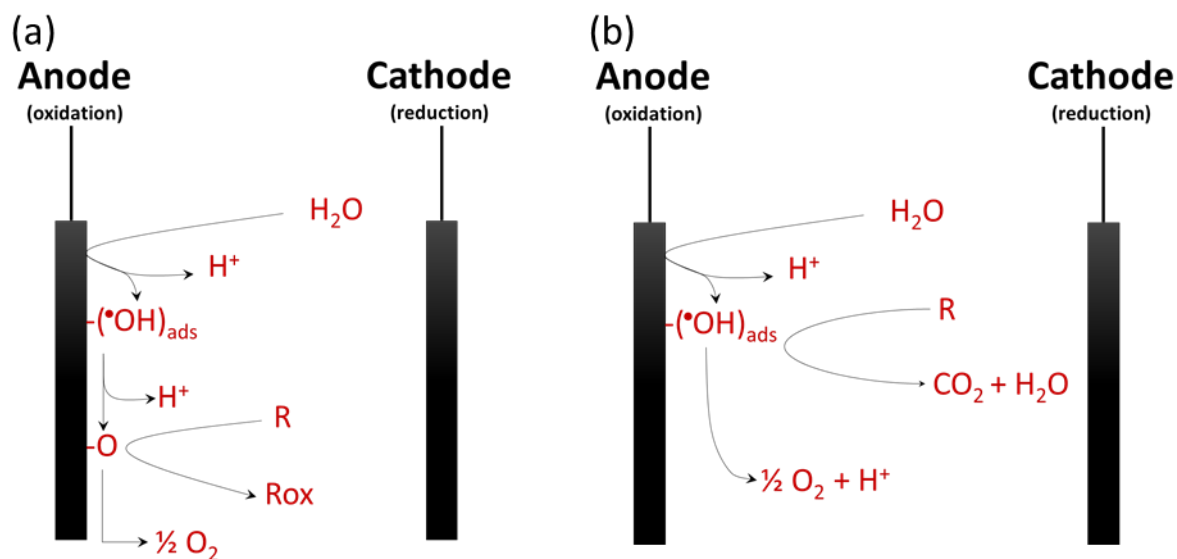 (a)
Anode
(oxidation)
Cathode
(reduction)
H₂O
H⁺
-(•OH)ads
H⁺
R
-O
Rox
½ O₂
(b)
Anode
(oxidation)
Cathode
(reduction)
H₂O
H⁺
-(•OH)ads
R
CO₂ + H₂O
½ O₂ + H⁺